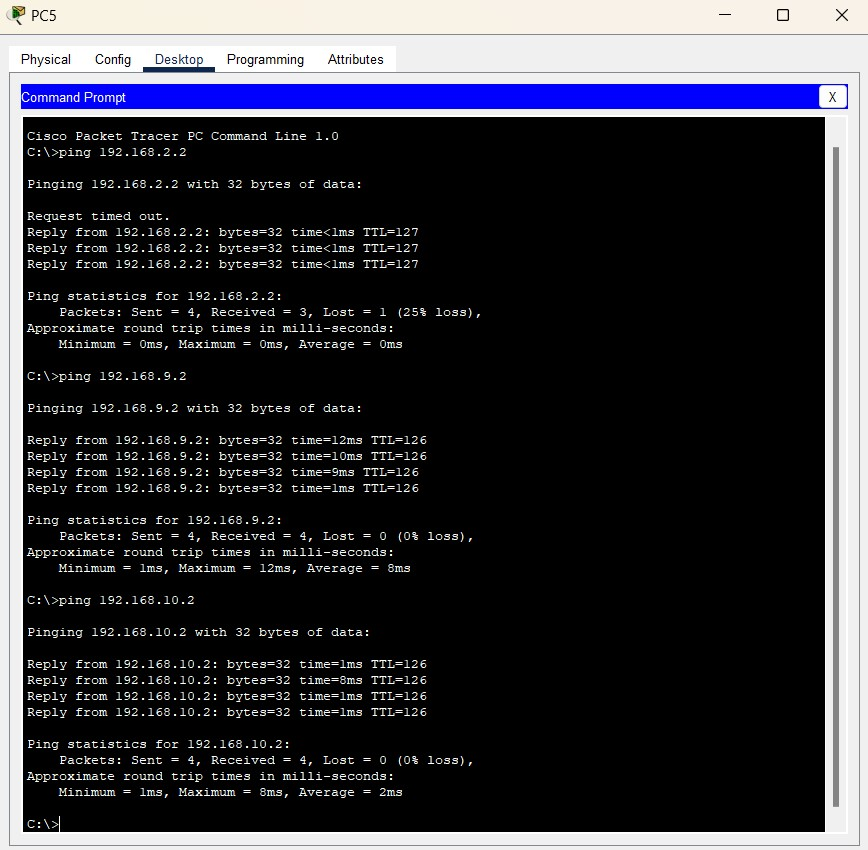 PC5
Physical Config Desktop Programming Attributes
Command Prompt
X
Cisco Packet Tracer PC Command Line 1.0
C:\>ping 192.168.2.2
Pinging 192.168.2.2 with 32 bytes of data:
Request timed out.
Reply from 192.168.2.2: bytes=32 time<1ms TTL=127
Reply from 192.168.2.2: bytes=32 time<1ms TTL=127
Reply from 192.168.2.2: bytes=32 time<1ms TTL=127
Ping statistics for 192.168.2.2:
Packets: Sent = 4, Received = 3, Lost = 1 (25% loss),
Approximate round trip times in milli-seconds:
Minimum = 0ms, Maximum = 0ms, Average = 0ms
C:\>ping 192.168.9.2
Pinging 192.168.9.2 with 32 bytes of data:
Reply from 192.168.9.2: bytes=32 time=12ms TTL=126
Reply from 192.168.9.2: bytes=32 time=10ms TTL=126
Reply from 192.168.9.2: bytes=32 time=9ms TTL=126
Reply from 192.168.9.2: bytes=32 time=1ms TTL=126
Ping statistics for 192.168.9.2:
Packets: Sent = 4, Received = 4, Lost = 0 (0% loss),
Approximate round trip times in milli-seconds:
Minimum = 1ms, Maximum = 12ms, Average = 8ms
C:\>ping 192.168.10.2
Pinging 192.168.10.2 with 32 bytes of data:
Reply from 192.168.10.2: bytes=32 time=1ms TTL=126
Reply from 192.168.10.2: bytes=32 time=8ms TTL=126
Reply from 192.168.10.2: bytes=32 time=1ms TTL=126
Reply from 192.168.10.2: bytes=32 time=1ms TTL=126
Ping statistics for 192.168.10.2:
Packets: Sent = 4, Received = 4, Lost = 0 (0% loss),
Approximate round trip times in milli-seconds:
Minimum = 1ms, Maximum = 8ms, Average = 2ms
C:\>